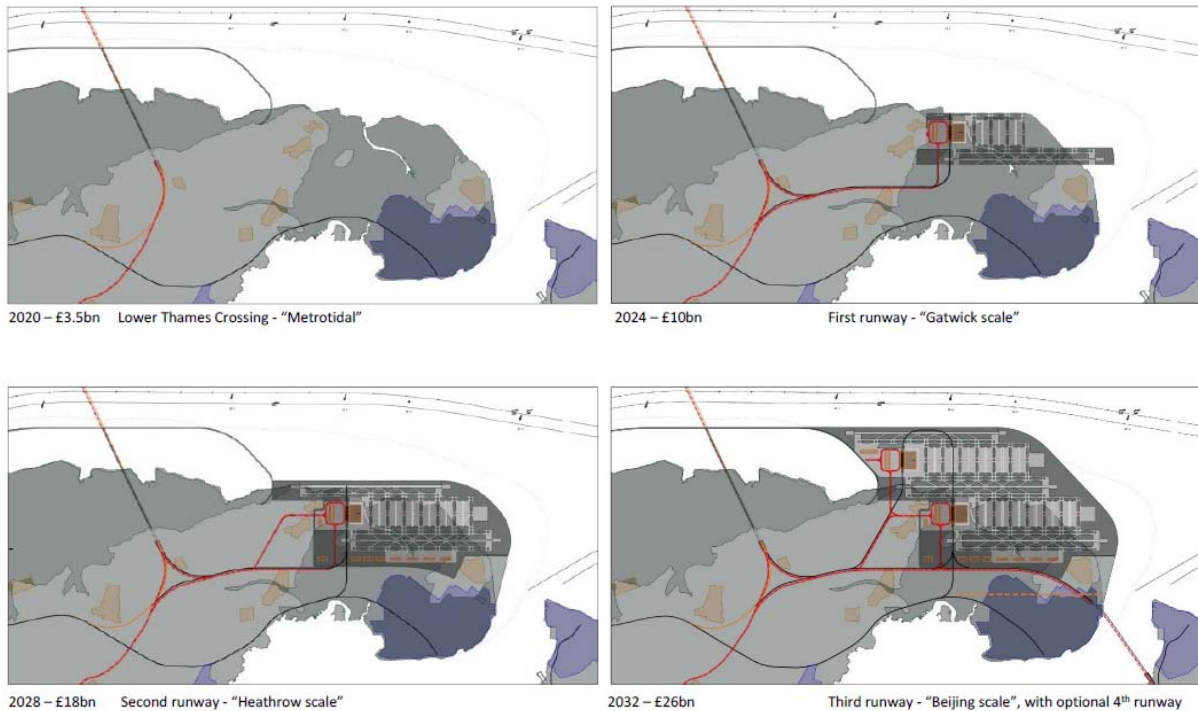 2020 – £3.5bn Lower Thames Crossing - “Metrotidal”
2024 – £10bn First runway - “Gatwick scale”
2028 – £18bn Second runway - “Heathrow scale”
2032 – £26bn Third runway - “Beijing scale”, with optional 4th runway